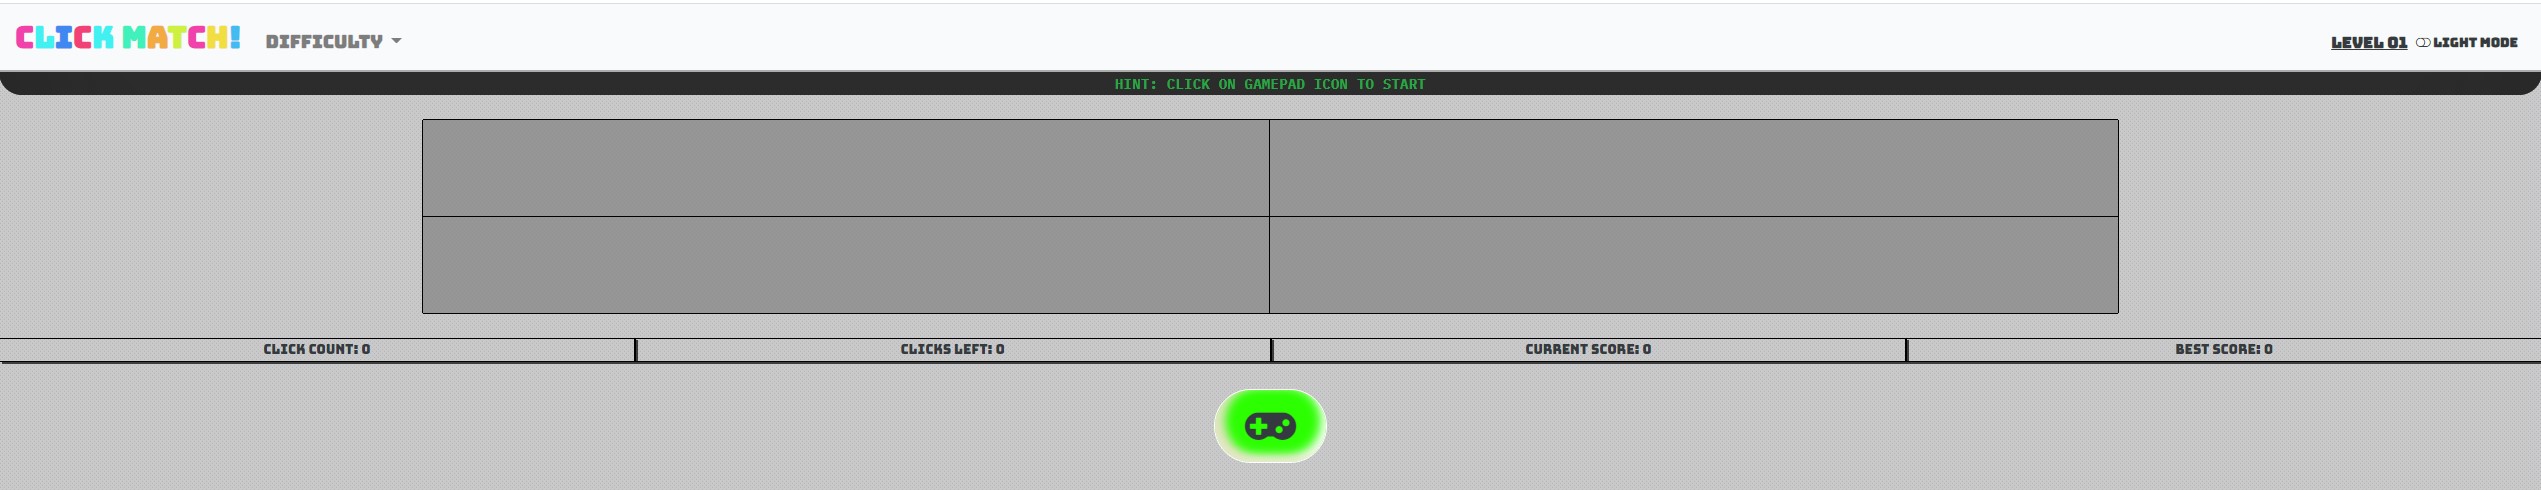 CLICK MATCH! DIFFICULTY LEVEL 01 LIGHT MODE
HINT: CLICK ON GAMEPAD ICON TO START
CLICK COUNT: 0 CLICKS LEFT: 0 CURRENT SCORE: 0 BEST SCORE: 0